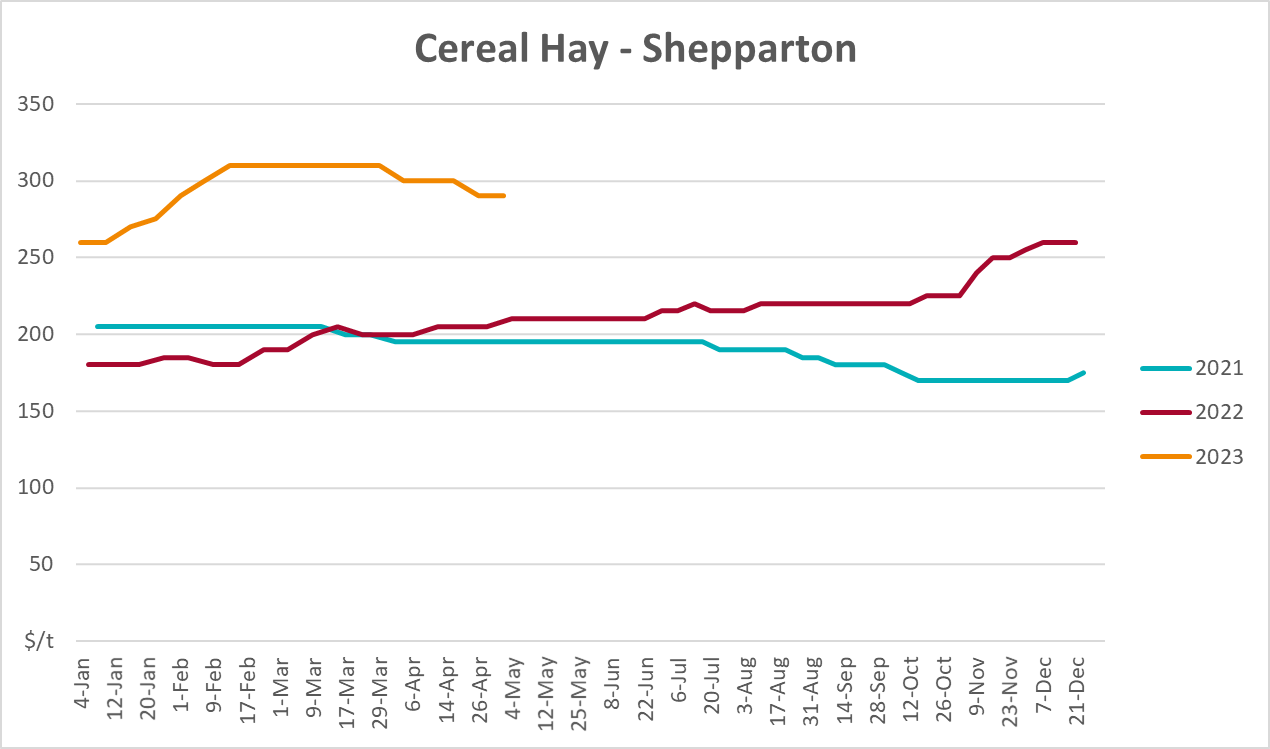 Cereal Hay - Shepparton
350
300
250
200
150
100
50
$/t
4-Jan
12-Jan
20-Jan
1-Feb
9-Feb
17-Feb
1-Mar
9-Mar
17-Mar
29-Mar
6-Apr
14-Apr
26-Apr
4-May
12-May
25-May
8-Jun
22-Jun
6-Jul
20-Jul
3-Aug
17-Aug
31-Aug
14-Sep
28-Sep
12-Oct
26-Oct
9-Nov
23-Nov
7-Dec
21-Dec
2021
2022
2023